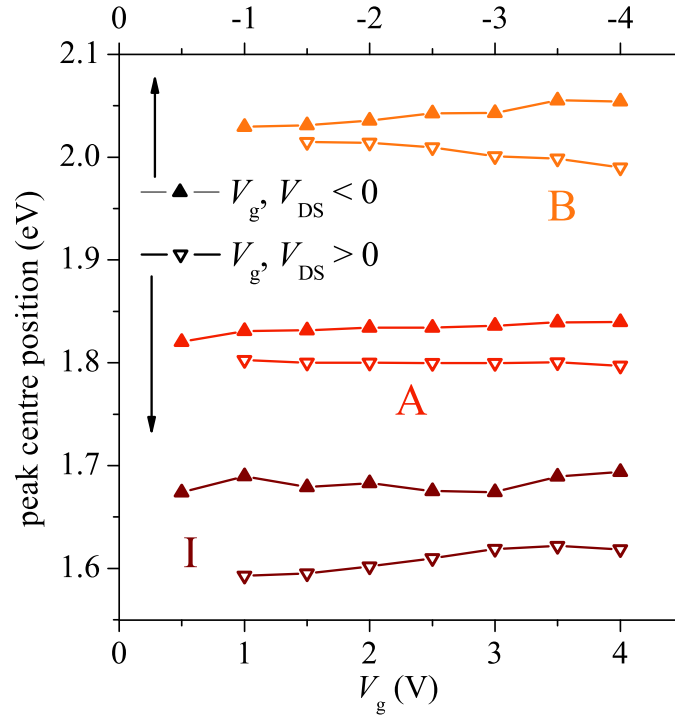 0 -1 -2 -3 -4
2.1
2.0
B
V_g, V_DS < 0
V_g, V_DS > 0
1.9
peak centre position (eV)
1.8
A
1.7
I
1.6
0 1 2 3 4
V_g (V)